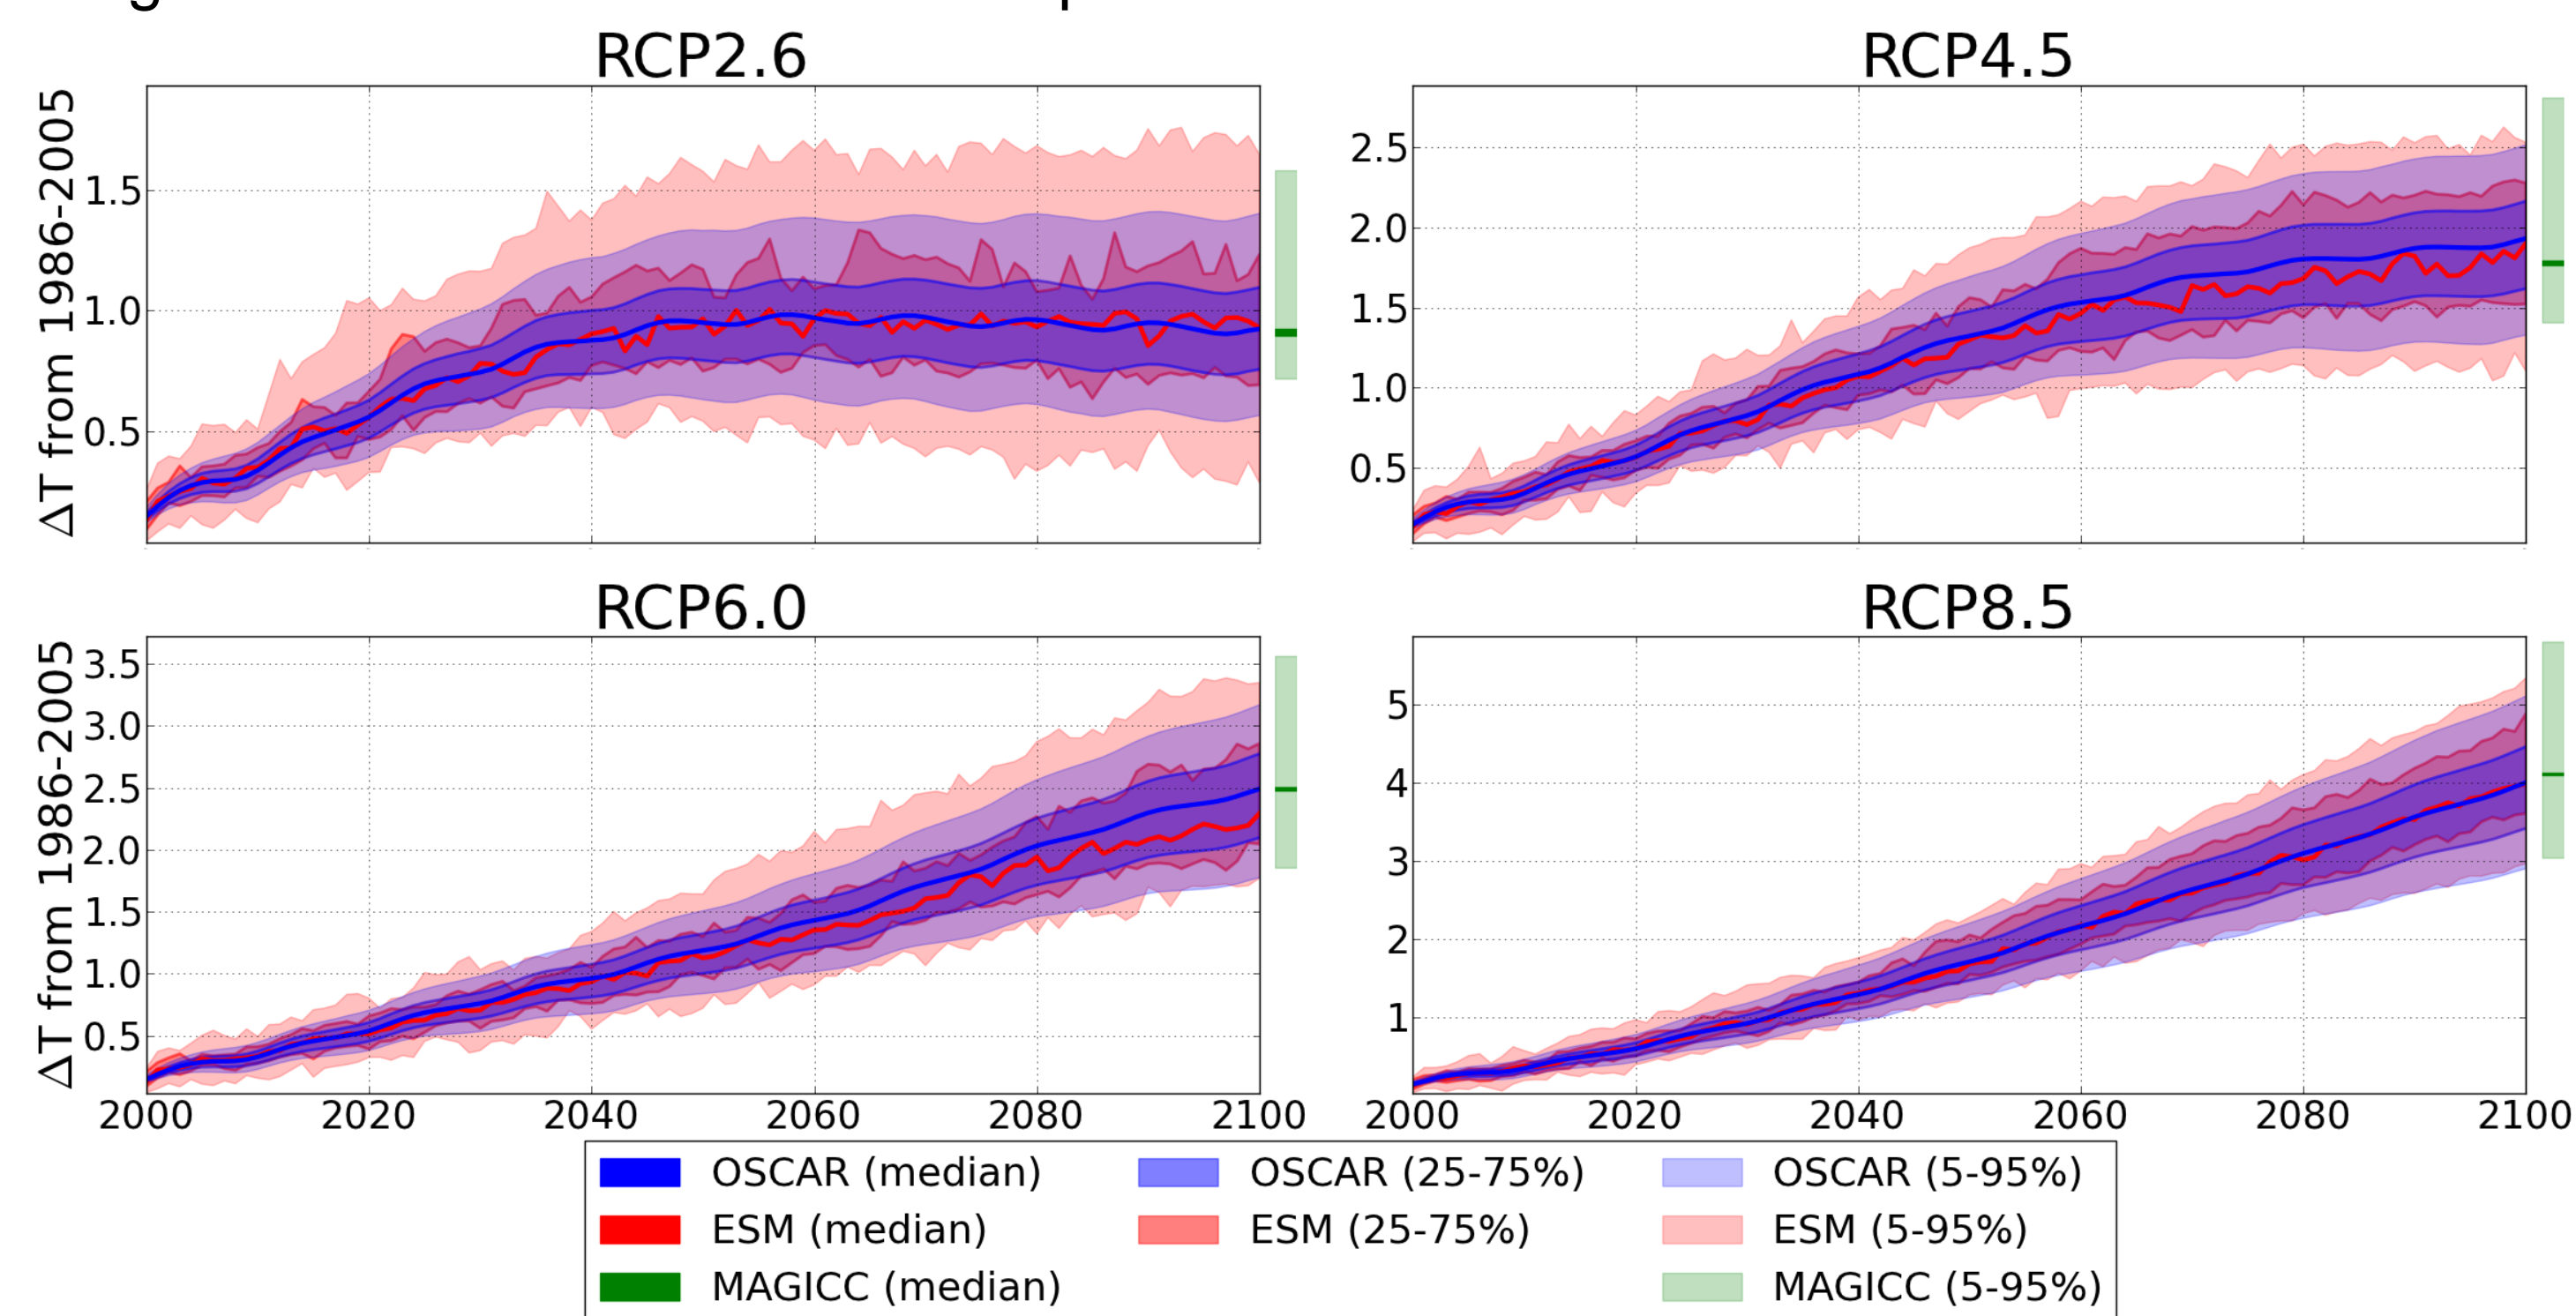 RCP2.6
RCP4.5
ΔT from 1986-2005
1.5
1.0
0.5
2.5
2.0
1.5
1.0
0.5
RCP6.0
RCP8.5
ΔT from 1986-2005
3.5
3.0
2.5
2.0
1.5
1.0
0.5
5
4
3
2
1
2000 2020 2040 2060 2080 2100
2000 2020 2040 2060 2080 2100
OSCAR (median) OSCAR (25-75%) OSCAR (5-95%)
ESM (median) ESM (25-75%) ESM (5-95%)
MAGICC (median) MAGICC (5-95%)